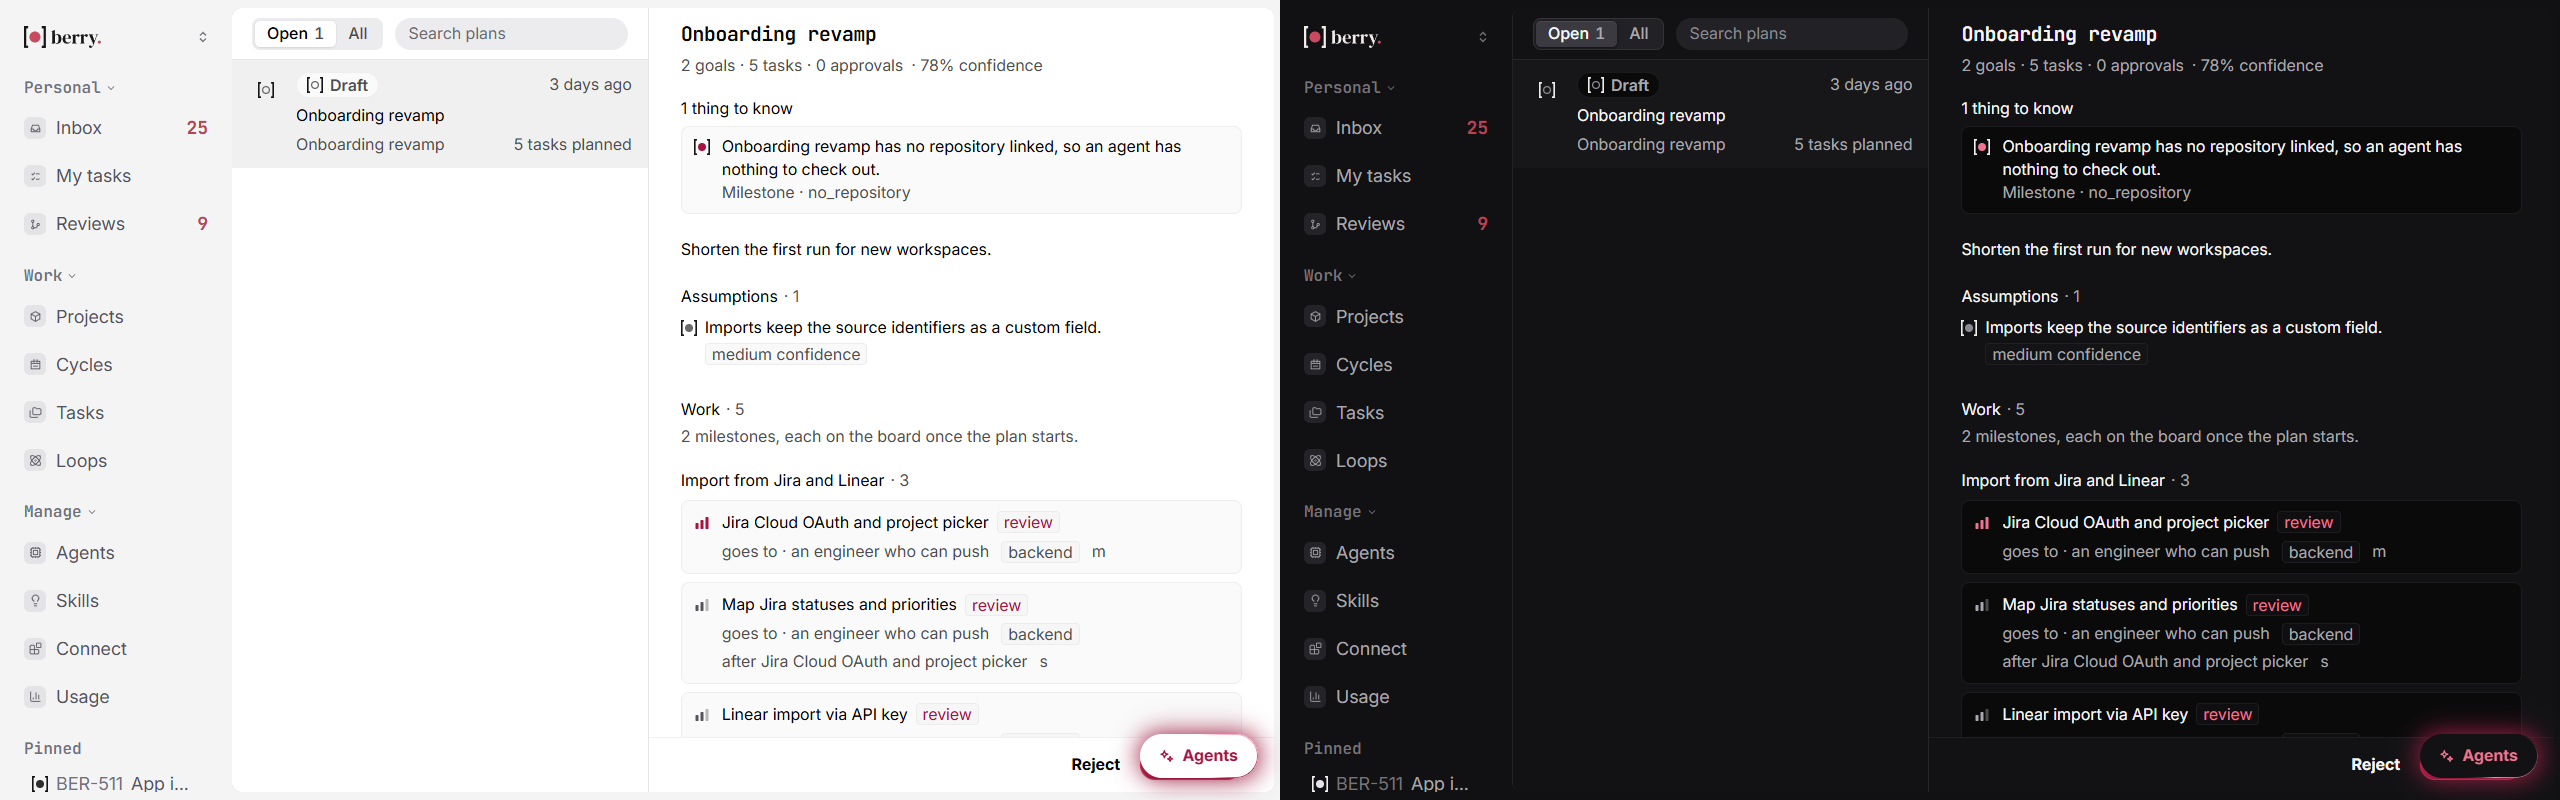 berry.
Personal
Inbox 25
My tasks
Reviews 9
Work
Projects
Cycles
Tasks
Loops
Manage
Agents
Skills
Connect
Usage
Pinned
BER-511 App i...
Open 1 All Search plans
Draft 3 days ago
Onboarding revamp
Onboarding revamp 5 tasks planned
Onboarding revamp
2 goals · 5 tasks · 0 approvals · 78% confidence
1 thing to know
Onboarding revamp has no repository linked, so an agent has
nothing to check out.
Milestone · no_repository
Shorten the first run for new workspaces.
Assumptions · 1
Imports keep the source identifiers as a custom field.
medium confidence
Work · 5
2 milestones, each on the board once the plan starts.
Import from Jira and Linear · 3
Jira Cloud OAuth and project picker review
goes to · an engineer who can push backend m
Map Jira statuses and priorities review
goes to · an engineer who can push backend
after Jira Cloud OAuth and project picker s
Linear import via API key review
Reject Agents
berry.
Personal
Inbox 25
My tasks
Reviews 9
Work
Projects
Cycles
Tasks
Loops
Manage
Agents
Skills
Connect
Usage
Pinned
BER-511 App i...
Open 1 All Search plans
Draft 3 days ago
Onboarding revamp
Onboarding revamp 5 tasks planned
Onboarding revamp
2 goals · 5 tasks · 0 approvals · 78% confidence
1 thing to know
Onboarding revamp has no repository linked, so an agent has
nothing to check out.
Milestone · no_repository
Shorten the first run for new workspaces.
Assumptions · 1
Imports keep the source identifiers as a custom field.
medium confidence
Work · 5
2 milestones, each on the board once the plan starts.
Import from Jira and Linear · 3
Jira Cloud OAuth and project picker review
goes to · an engineer who can push backend m
Map Jira statuses and priorities review
goes to · an engineer who can push backend
after Jira Cloud OAuth and project picker s
Linear import via API key review
Reject Agents